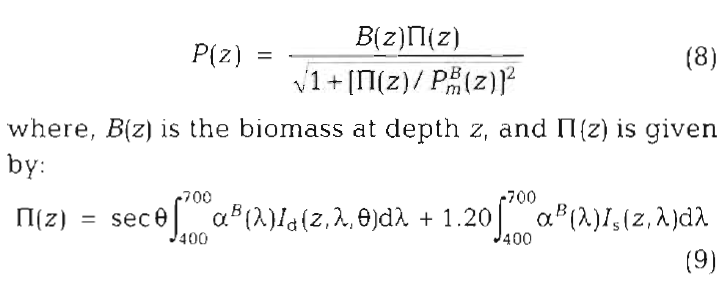 P(z) = B(z)Π(z) / √1 + [Π(z)/ P_m^B(z)]² (8)
where, B(z) is the biomass at depth z, and Π(z) is given
by:
Π(z) = sec θ ∫_400^700 α^B(λ)I_d(z,λ,θ)dλ + 1.20 ∫_400^700 α^B(λ)I_s(z,λ)dλ
(9)